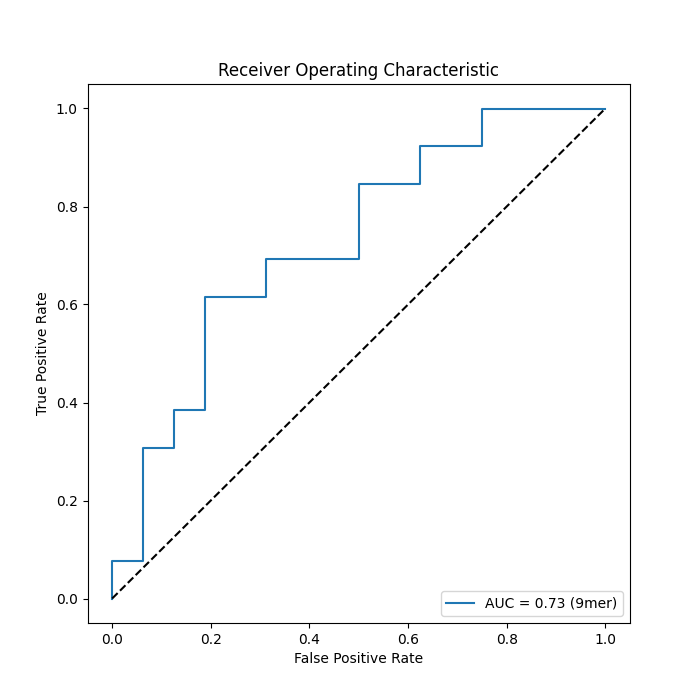 Receiver Operating Characteristic
1.0
0.8
0.6
0.4
0.2
0.0
True Positive Rate
AUC = 0.73 (9mer)
0.0 0.2 0.4 0.6 0.8 1.0
False Positive Rate